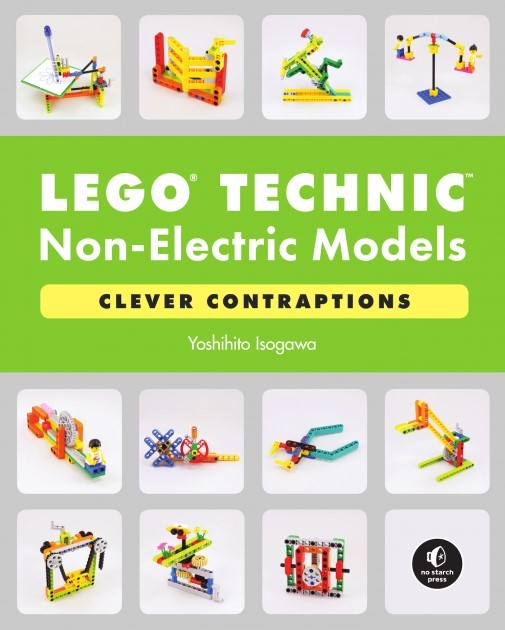 LEGO® TECHNIC™
Non-Electric Models
CLEVER CONTRAPTIONS
Yoshihito Isogawa
no starch
press